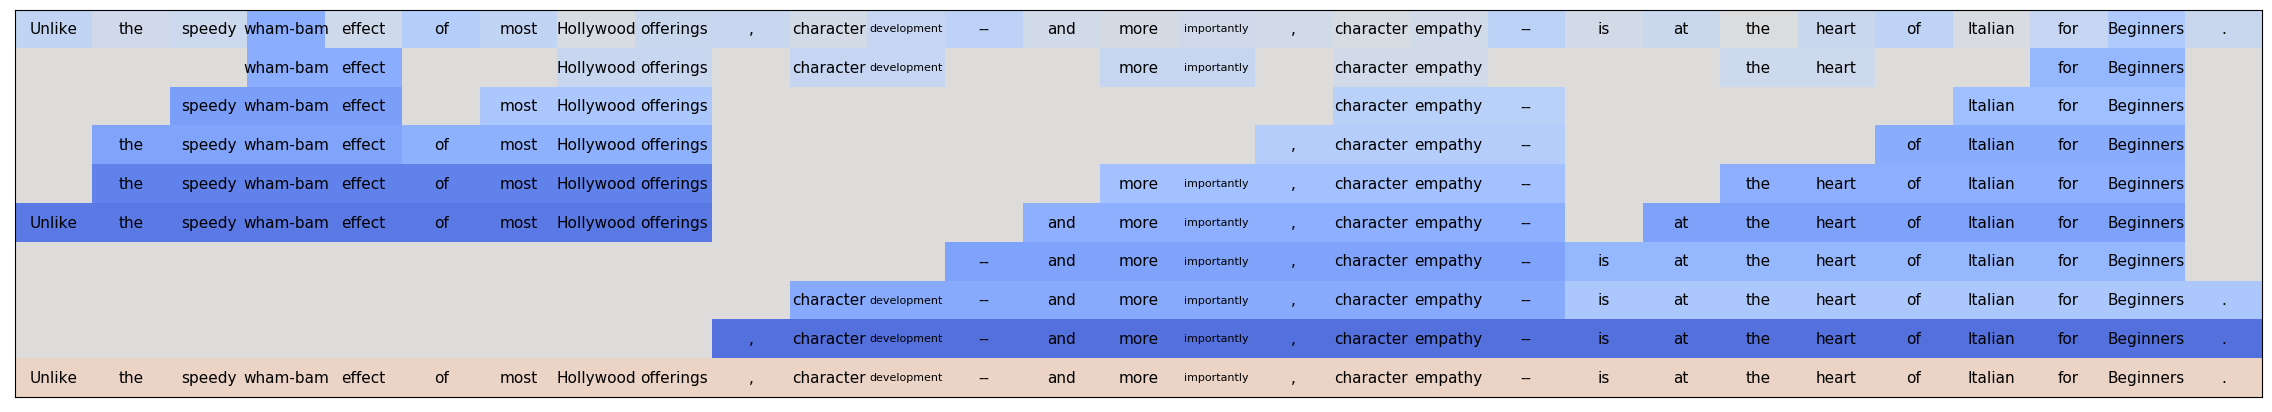 Unlike the speedy wham-bam effect of most Hollywood offerings , character development -- and more importantly , character empathy -- is at the heart of Italian for Beginners .
wham-bam effect Hollywood offerings character development more importantly character empathy the heart for Beginners
speedy wham-bam effect most Hollywood offerings character empathy -- Italian for Beginners
the speedy wham-bam effect of most Hollywood offerings , character empathy -- of Italian for Beginners
the speedy wham-bam effect of most Hollywood offerings more importantly , character empathy -- the heart of Italian for Beginners
Unlike the speedy wham-bam effect of most Hollywood offerings and more importantly , character empathy -- at the heart of Italian for Beginners
-- and more importantly , character empathy -- is at the heart of Italian for Beginners
character development -- and more importantly , character empathy -- is at the heart of Italian for Beginners .
, character development -- and more importantly , character empathy -- is at the heart of Italian for Beginners .
Unlike the speedy wham-bam effect of most Hollywood offerings , character development -- and more importantly , character empathy -- is at the heart of Italian for Beginners .